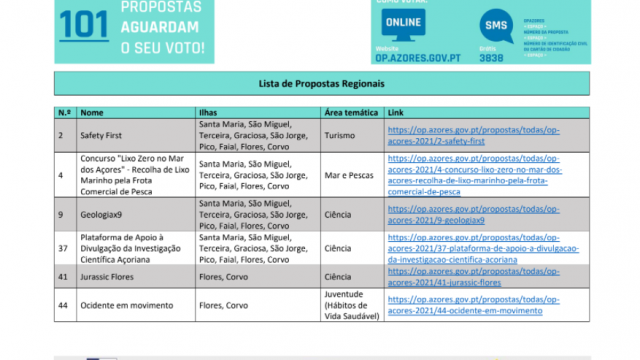 101
PROPOSTAS
AGUARDAM
O SEU VOTO!
COMO VOTAR:
ONLINE
Website
OP.AZORES.GOV.PT
SMS
Grátis
3838
OPAZORES
<ESPAÇO>
NÚMERO DA PROPOSTA
<ESPAÇO>
NÚMERO DE IDENTIFICAÇÃO CIVIL
DO CARTÃO DE CIDADÃO
Lista de Propostas Regionais
N.º Nome Ilhas Área temática Link
2 Safety First Santa Maria, São Miguel,
Terceira, Graciosa, São Jorge,
Pico, Faial, Flores, Corvo
Turismo
https://op.azores.gov.pt/propostas/todas/op-
acores-2021/2-safety-first
4 Concurso "Lixo Zero no Mar
dos Açores" - Recolha de Lixo
Marinho pela Frota
Comercial de Pesca
Santa Maria, São Miguel,
Terceira, Graciosa, São Jorge,
Pico, Faial, Flores, Corvo
Mar e Pescas
https://op.azores.gov.pt/propostas/todas/op-
acores-2021/4-concurso-lixo-zero-no-mar-dos-
acores-recolha-de-lixo-marinho-pela-frota-
comercial-de-pesca
9 Geologiax9 Santa Maria, São Miguel,
Terceira, Graciosa, São Jorge,
Pico, Faial, Flores, Corvo
Ciência
https://op.azores.gov.pt/propostas/todas/op-
acores-2021/9-geologiax9
37 Plataforma de Apoio à
Divulgação da Investigação
Científica Açoriana
Santa Maria, São Miguel,
Terceira, Graciosa, São Jorge,
Pico, Faial, Flores, Corvo
Ciência
https://op.azores.gov.pt/propostas/todas/op-
acores-2021/37-plataforma-de-apoio-a-divulgacao-
da-investigacao-cientifica-acoriana
41 Jurassic Flores Flores, Corvo Ciência
https://op.azores.gov.pt/propostas/todas/op-
acores-2021/41-jurassic-flores
44 Ocidente em movimento Flores, Corvo
Juventude
(Hábitos de
Vida Saudável)
https://op.azores.gov.pt/propostas/todas/op-
acores-2021/44-ocidente-em-movimento